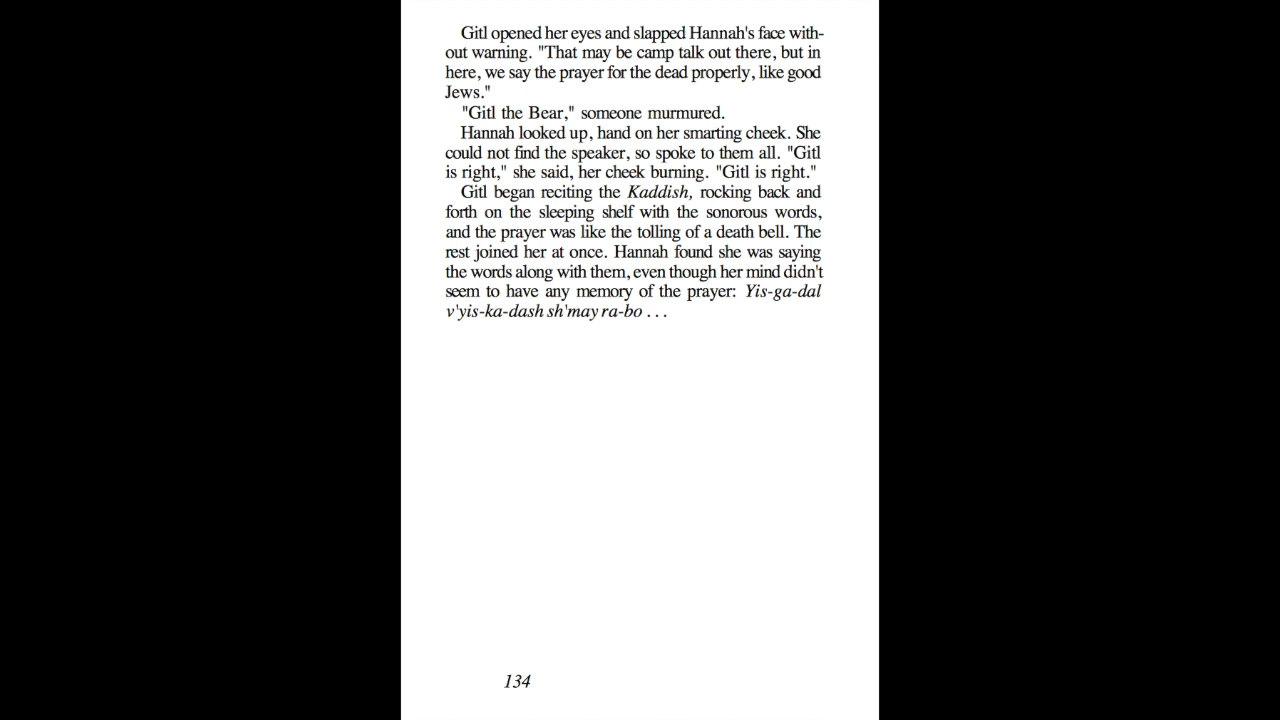 Gitl opened her eyes and slapped Hannah's face with-
out warning. "That may be camp talk out there, but in
here, we say the prayer for the dead properly, like good
Jews."
"Gitl the Bear," someone murmured.
Hannah looked up, hand on her smarting cheek. She
could not find the speaker, so spoke to them all. "Gitl
is right," she said, her cheek burning. "Gitl is right."
Gitl began reciting the Kaddish, rocking back and
forth on the sleeping shelf with the sonorous words,
and the prayer was like the tolling of a death bell. The
rest joined her at once. Hannah found she was saying
the words along with them, even though her mind didn't
seem to have any memory of the prayer: Yis-ga-dal
v'yis-ka-dash sh'may ra-bo . . .
134